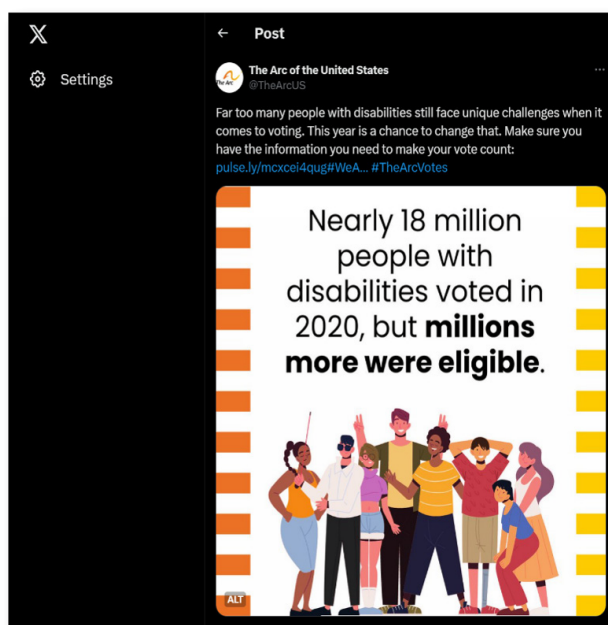 X
← Post
Settings
The Arc
The Arc of the United States
@TheArcUS
...
Far too many people with disabilities still face unique challenges when it
comes to voting. This year is a chance to change that. Make sure you
have the information you need to make your vote count:
pulse.ly/mcxcei4qug#WeA... #TheArcVotes
Nearly 18 million
people with
disabilities voted in
2020, but millions
more were eligible.
ALT